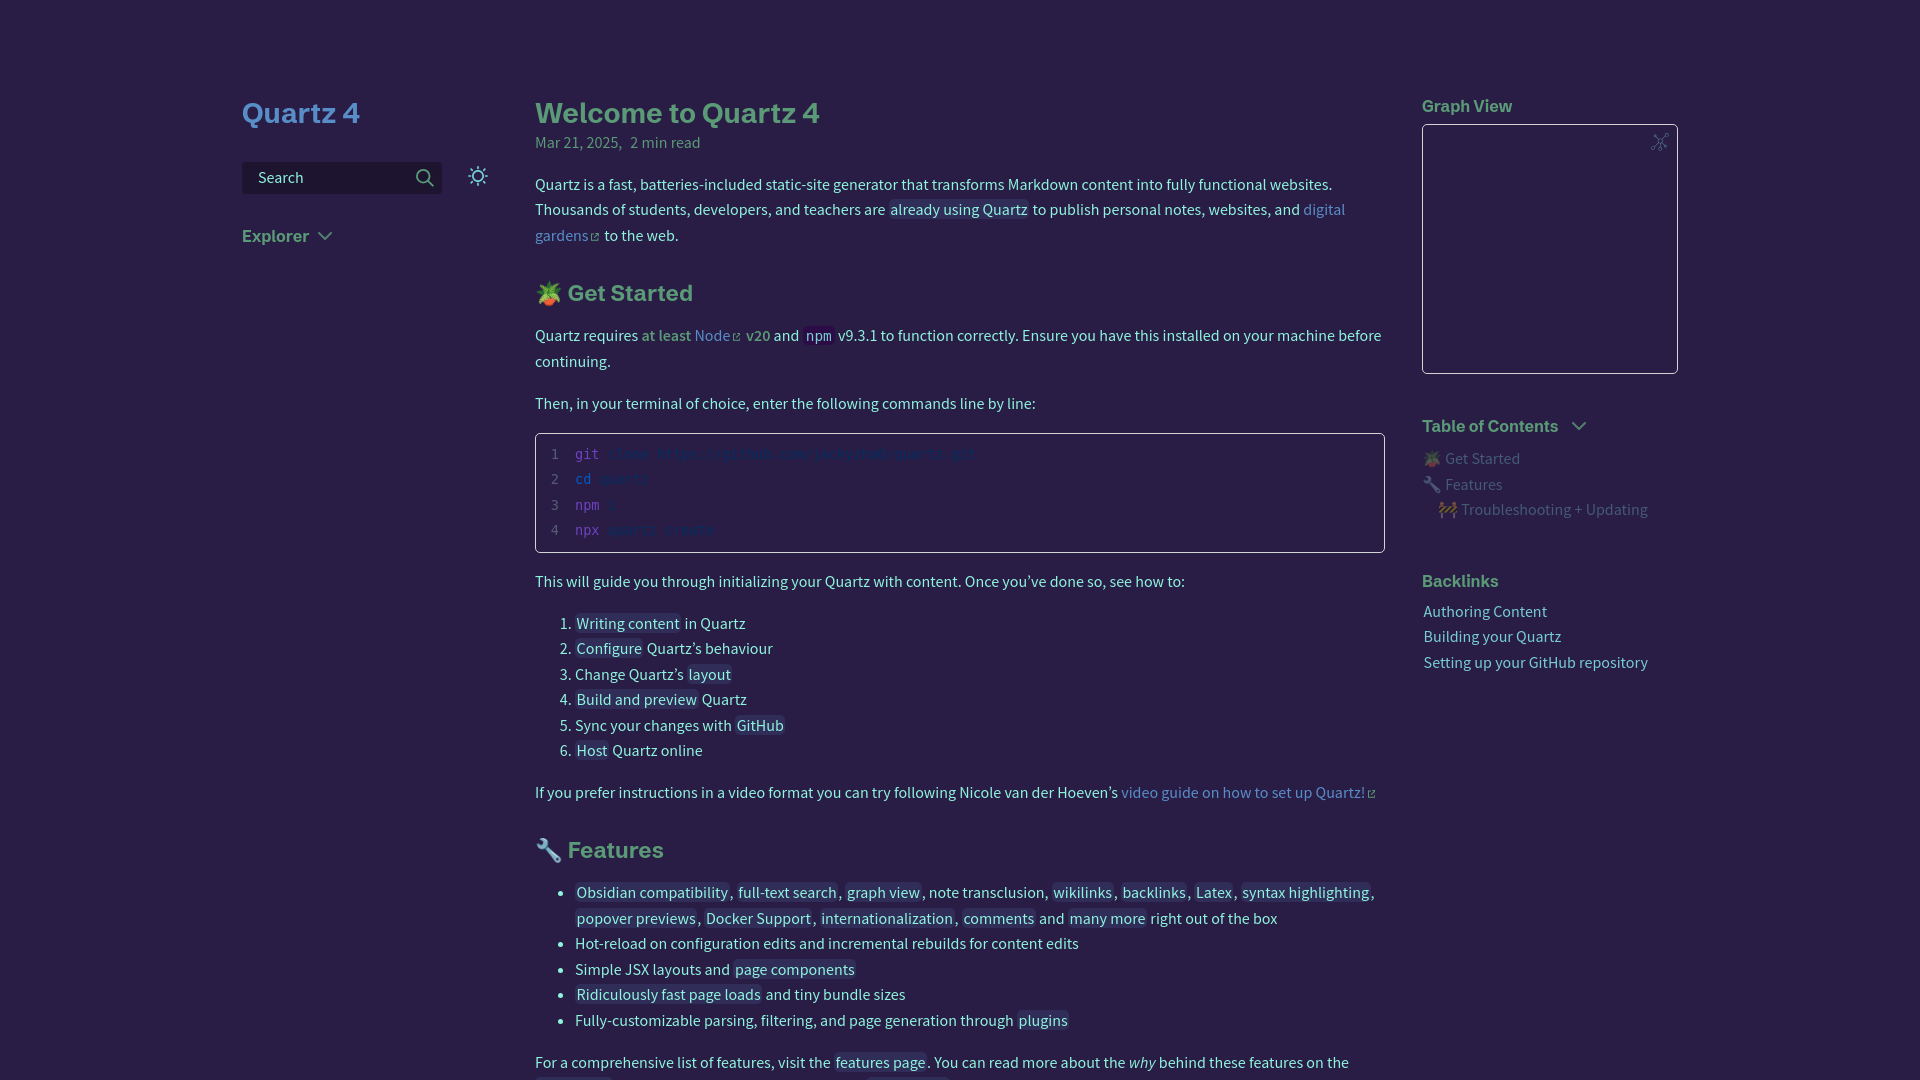 Quartz 4
Search
Explorer
Welcome to Quartz 4
Mar 21, 2025, 2 min read
Quartz is a fast, batteries-included static-site generator that transforms Markdown content into fully functional websites.
Thousands of students, developers, and teachers are already using Quartz to publish personal notes, websites, and digital
gardens to the web.
🪴 Get Started
Quartz requires at least Node v20 and npm v9.3.1 to function correctly. Ensure you have this installed on your machine before
continuing.
Then, in your terminal of choice, enter the following commands line by line:
1 git
2 cd
3 npm
4 npx
This will guide you through initializing your Quartz with content. Once you’ve done so, see how to:
1. Writing content in Quartz
2. Configure Quartz’s behaviour
3. Change Quartz’s layout
4. Build and preview Quartz
5. Sync your changes with GitHub
6. Host Quartz online
If you prefer instructions in a video format you can try following Nicole van der Hoeven’s video guide on how to set up Quartz!
🔧 Features
• Obsidian compatibility, full-text search, graph view, note transclusion, wikilinks, backlinks, Latex, syntax highlighting,
popover previews, Docker Support, internationalization, comments and many more right out of the box
• Hot-reload on configuration edits and incremental rebuilds for content edits
• Simple JSX layouts and page components
• Ridiculously fast page loads and tiny bundle sizes
• Fully-customizable parsing, filtering, and page generation through plugins
For a comprehensive list of features, visit the features page. You can read more about the why behind these features on the
Graph View
Table of Contents
🪴 Get Started
🔧 Features
🚧 Troubleshooting + Updating
Backlinks
Authoring Content
Building your Quartz
Setting up your GitHub repository